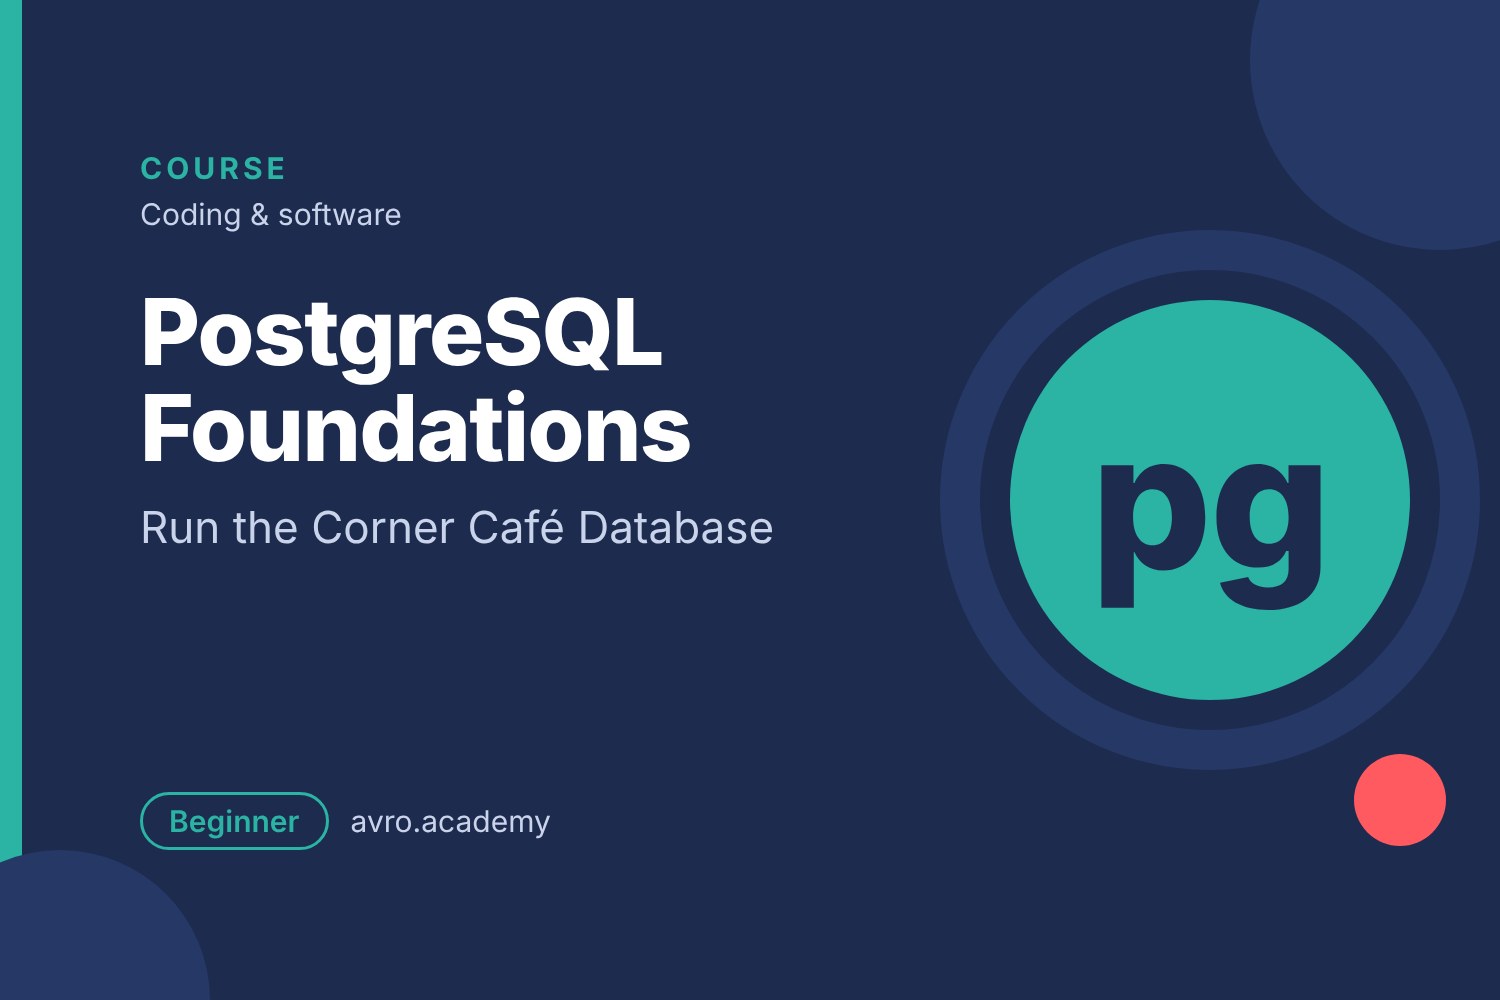 COURSE
Coding & software
PostgreSQL
Foundations
Run the Corner Café Database
pg
Beginner
avro.academy